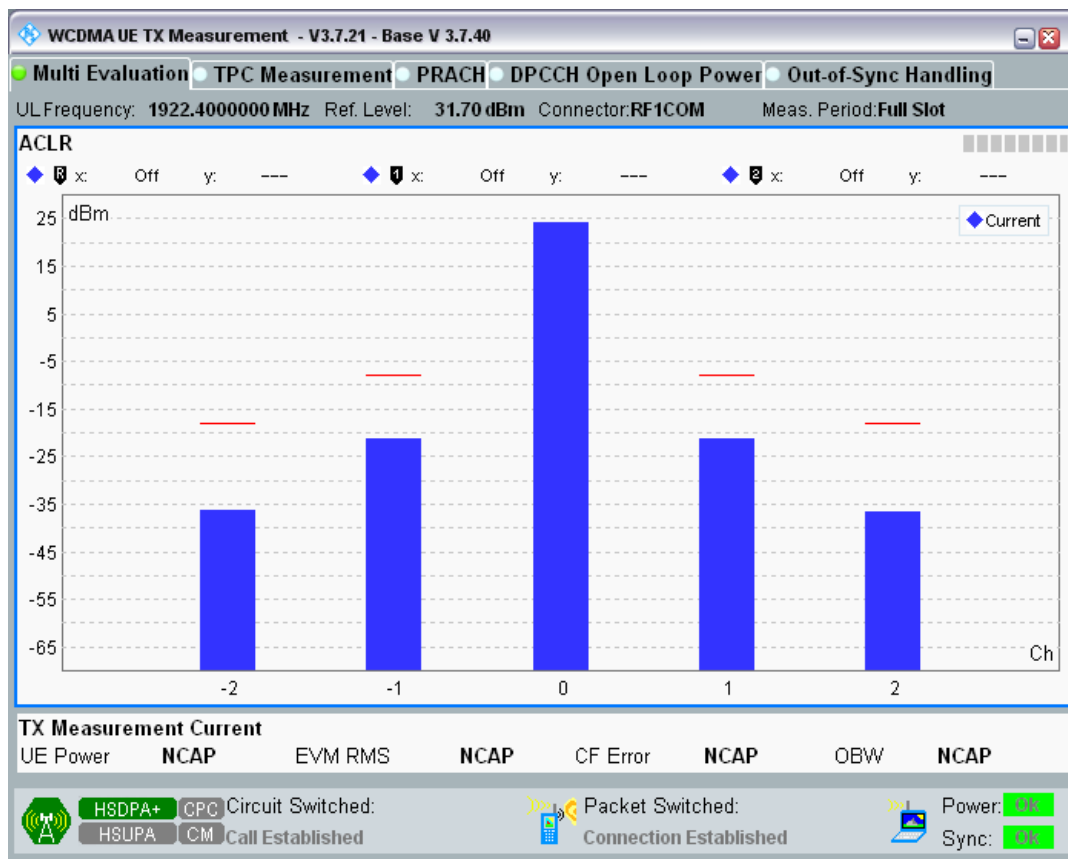 WCDMA UE TX Measurement - V3.7.21 - Base V 3.7.40
Multi Evaluation TPC Measurement PRACH DPCCH Open Loop Power Out-of-Sync Handling
UL Frequency: 1922.4000000 MHz Ref. Level: 31.70 dBm Connector:RF1COM Meas. Period:Full Slot
ACLR
R x: Off y: --- 1 x: Off y: --- 2 x: Off y: ---
dBm
Current
25
15
5
-5
-15
-25
-35
-45
-55
-65
Ch
-2 -1 0 1 2
TX Measurement Current
UE Power NCAP EVM RMS NCAP CF Error NCAP OBW NCAP
HSDPA+ CPC Circuit Switched: Packet Switched: Power: OK
HSUPA CM Call Established Connection Established Sync: OK